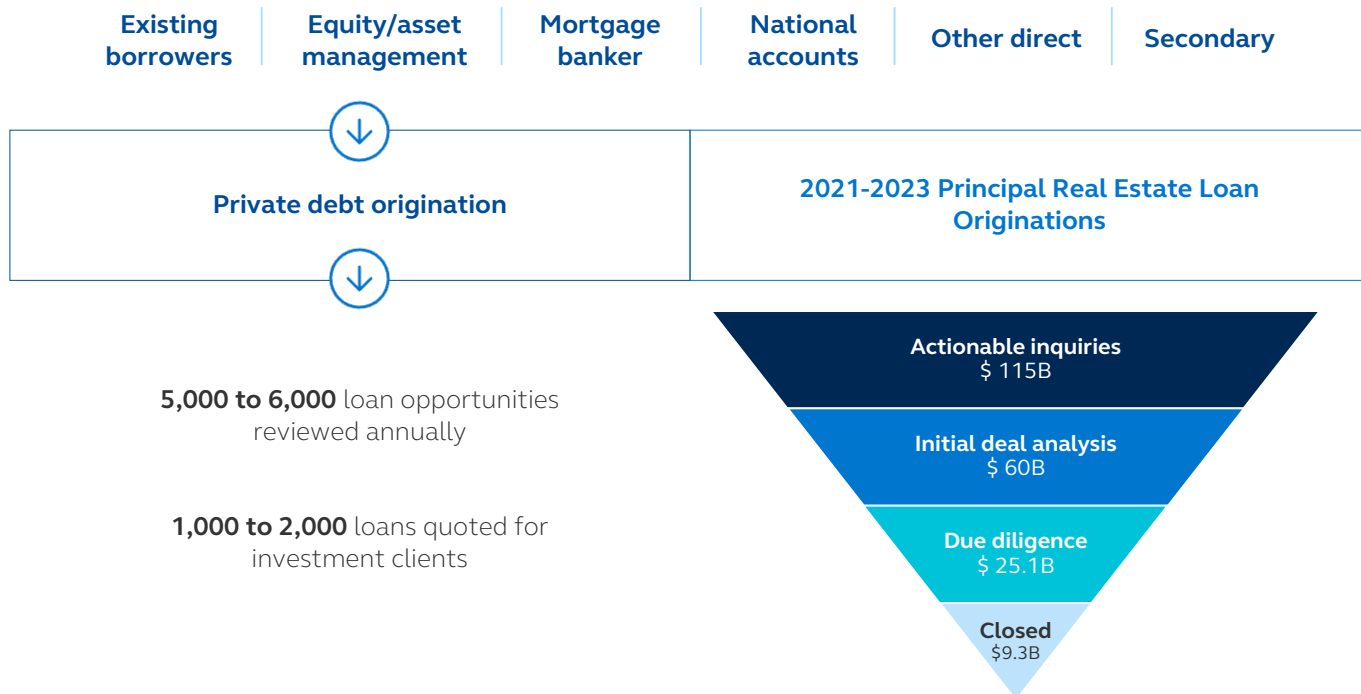 Existing
borrowers
Equity/asset
management
Mortgage
banker
National
accounts
Other direct
Secondary
Private debt origination
2021-2023 Principal Real Estate Loan
Originations
5,000 to 6,000 loan opportunities
reviewed annually
1,000 to 2,000 loans quoted for
investment clients
Actionable inquiries
$ 115B
Initial deal analysis
$ 60B
Due diligence
$ 25.1B
Closed
$9.3B